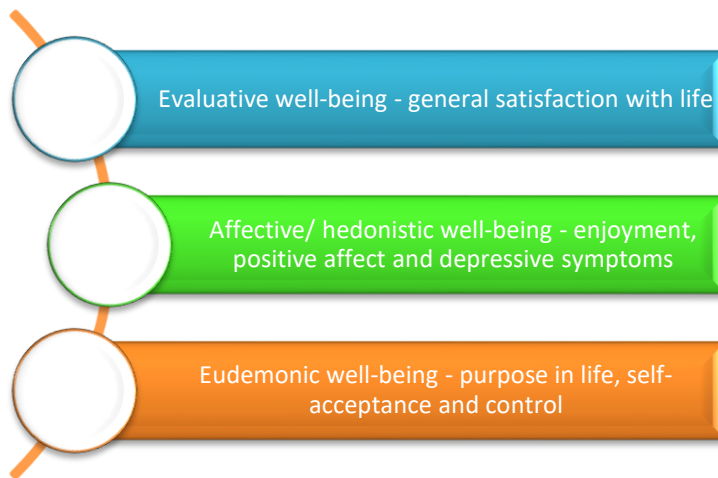 Evaluative well-being - general satisfaction with life
Affective/ hedonistic well-being - enjoyment,
positive affect and depressive symptoms
Eudemonic well-being - purpose in life, self-
acceptance and control